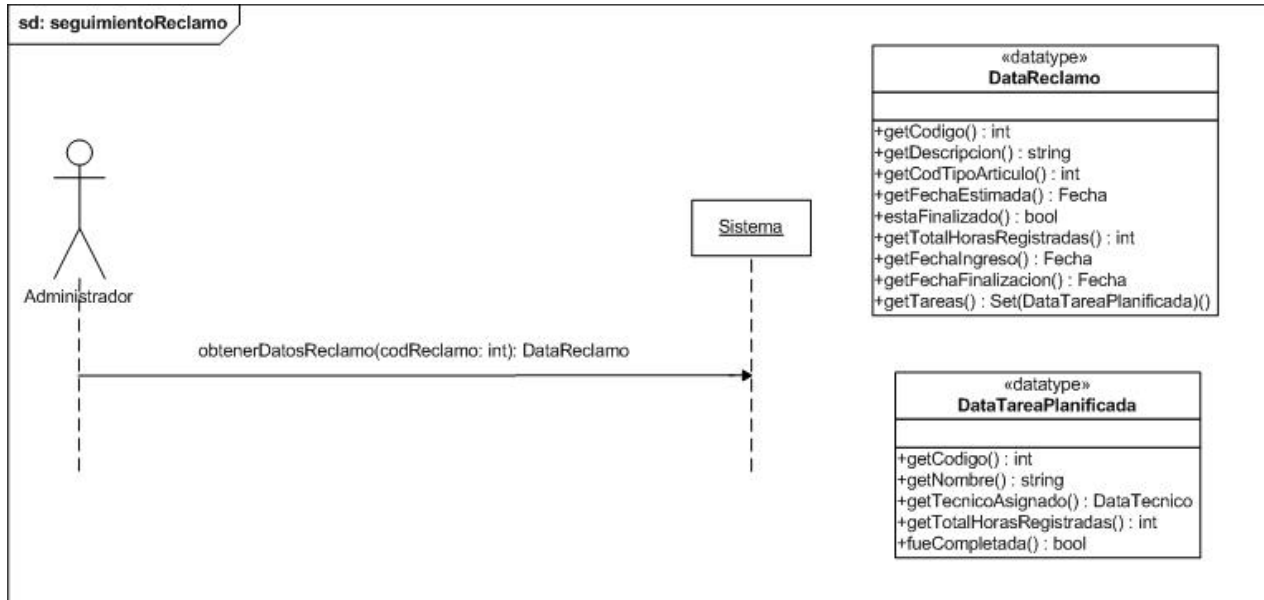 sd: seguimientoReclamo
Administrador
Sistema
obtenerDatosReclamo(codReclamo: int): DataReclamo
«datatype»
DataReclamo
+getCodigo() : int
+getDescripcion() : string
+getCodTipoArticulo() : int
+getFechaEstimada() : Fecha
+estaFinalizado() : bool
+getTotalHorasRegistradas() : int
+getFechaIngreso() : Fecha
+getFechaFinalizacion() : Fecha
+getTareas() : Set(DataTareaPlanificada)()
«datatype»
DataTareaPlanificada
+getCodigo() : int
+getNombre() : string
+getTecnicoAsignado() : DataTecnico
+getTotalHorasRegistradas() : int
+fueCompletada() : bool